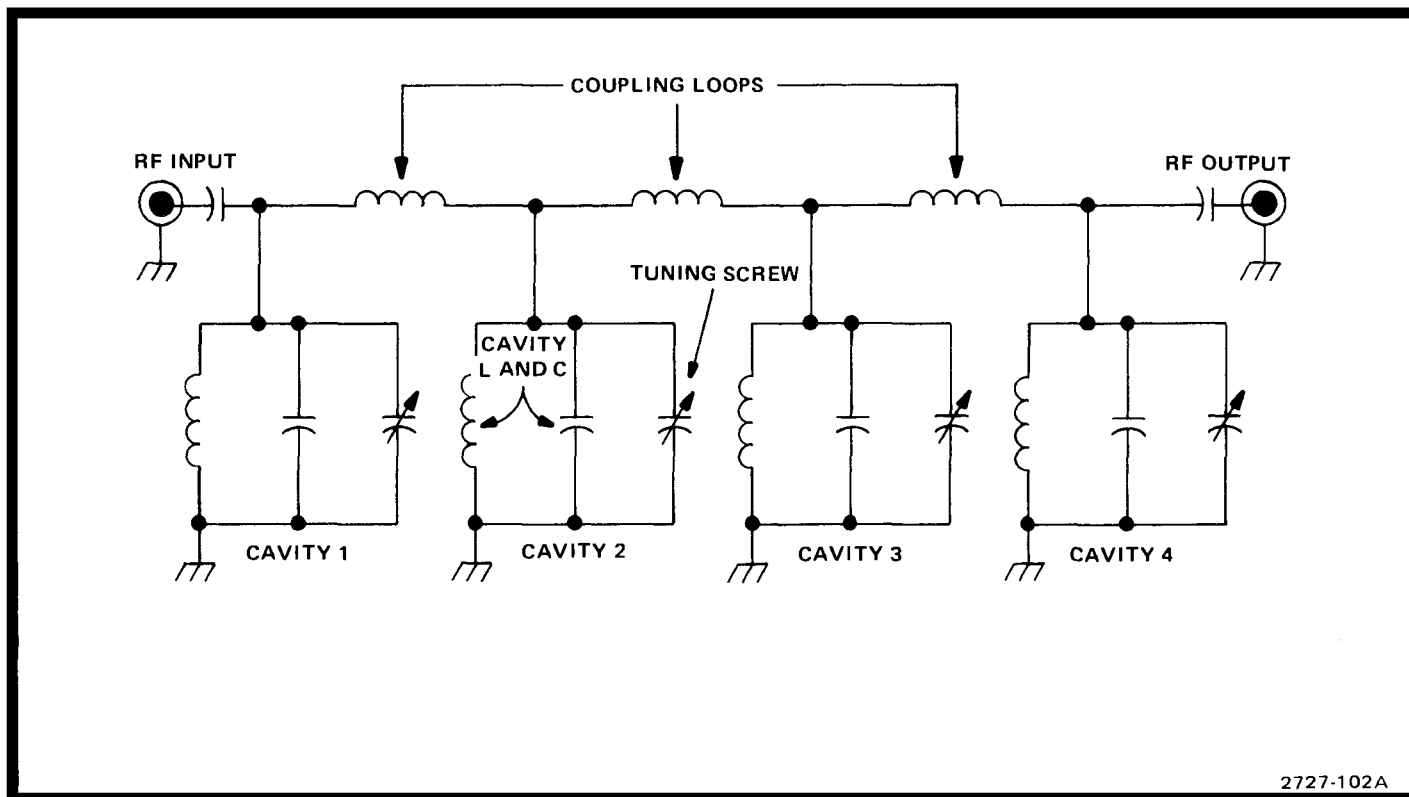 COUPLING LOOPS
RF INPUT
RF OUTPUT
TUNING SCREW
CAVITY
L AND C
CAVITY 1
CAVITY 2
CAVITY 3
CAVITY 4
2727-102A